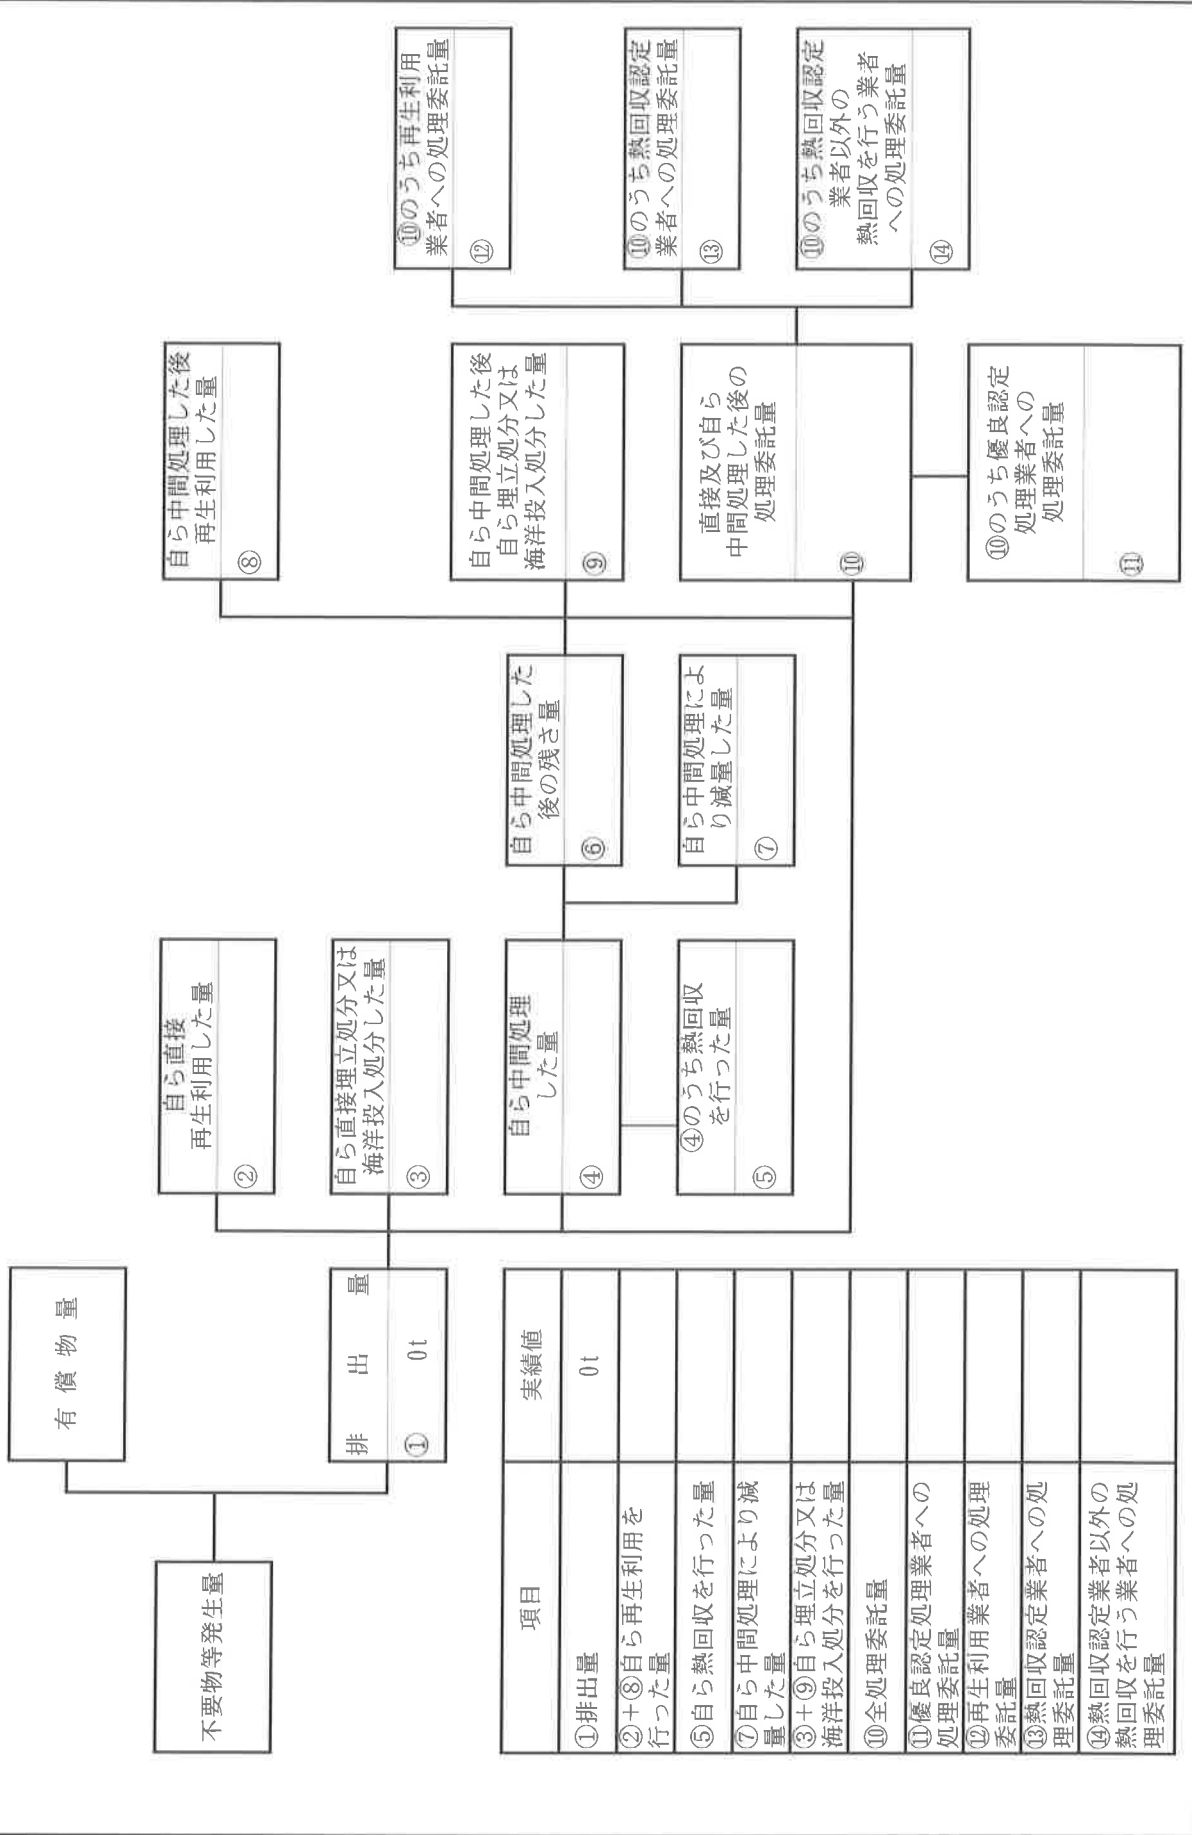 不要物等発生量
有償物量
排出量
①
0t
自ら直接
再生利用した量
②
自ら直接埋立処分又は
海洋投入処分した量
③
自ら中間処理
した量
④
④のうち熱回収
を行った量
⑤
自ら中間処理した
後の残さ量
⑥
自ら中間処理によ
り減量した量
⑦
自ら中間処理した後
再生利用した量
⑧
自ら中間処理した後
自ら埋立処分又は
海洋投入処分した量
⑨
直接及び自ら
中間処理した後の
処理委託量
⑩
⑩のうち優良認定
処理業者への
処理委託量
⑪
⑩のうち再生利用
業者への処理委託量
⑫
⑩のうち熱回収認定
業者への処理委託量
⑬
⑩のうち熱回収認定
業者以外の
熱回収を行う業者
への処理委託量
⑭
項目 実績値
①排出量 0t
②+⑧自ら再生利用を
行った量
⑤自ら熱回収を行った量
⑦自ら中間処理により減
量した量
③+⑨自ら埋立処分又は
海洋投入処分を行った量
⑩全処理委託量
⑪優良認定処理業者への
処理委託量
⑫再生利用業者への処理
委託量
⑬熱回収認定業者への処
理委託量
⑭熱回収認定業者以外の
熱回収を行う業者への処
理委託量